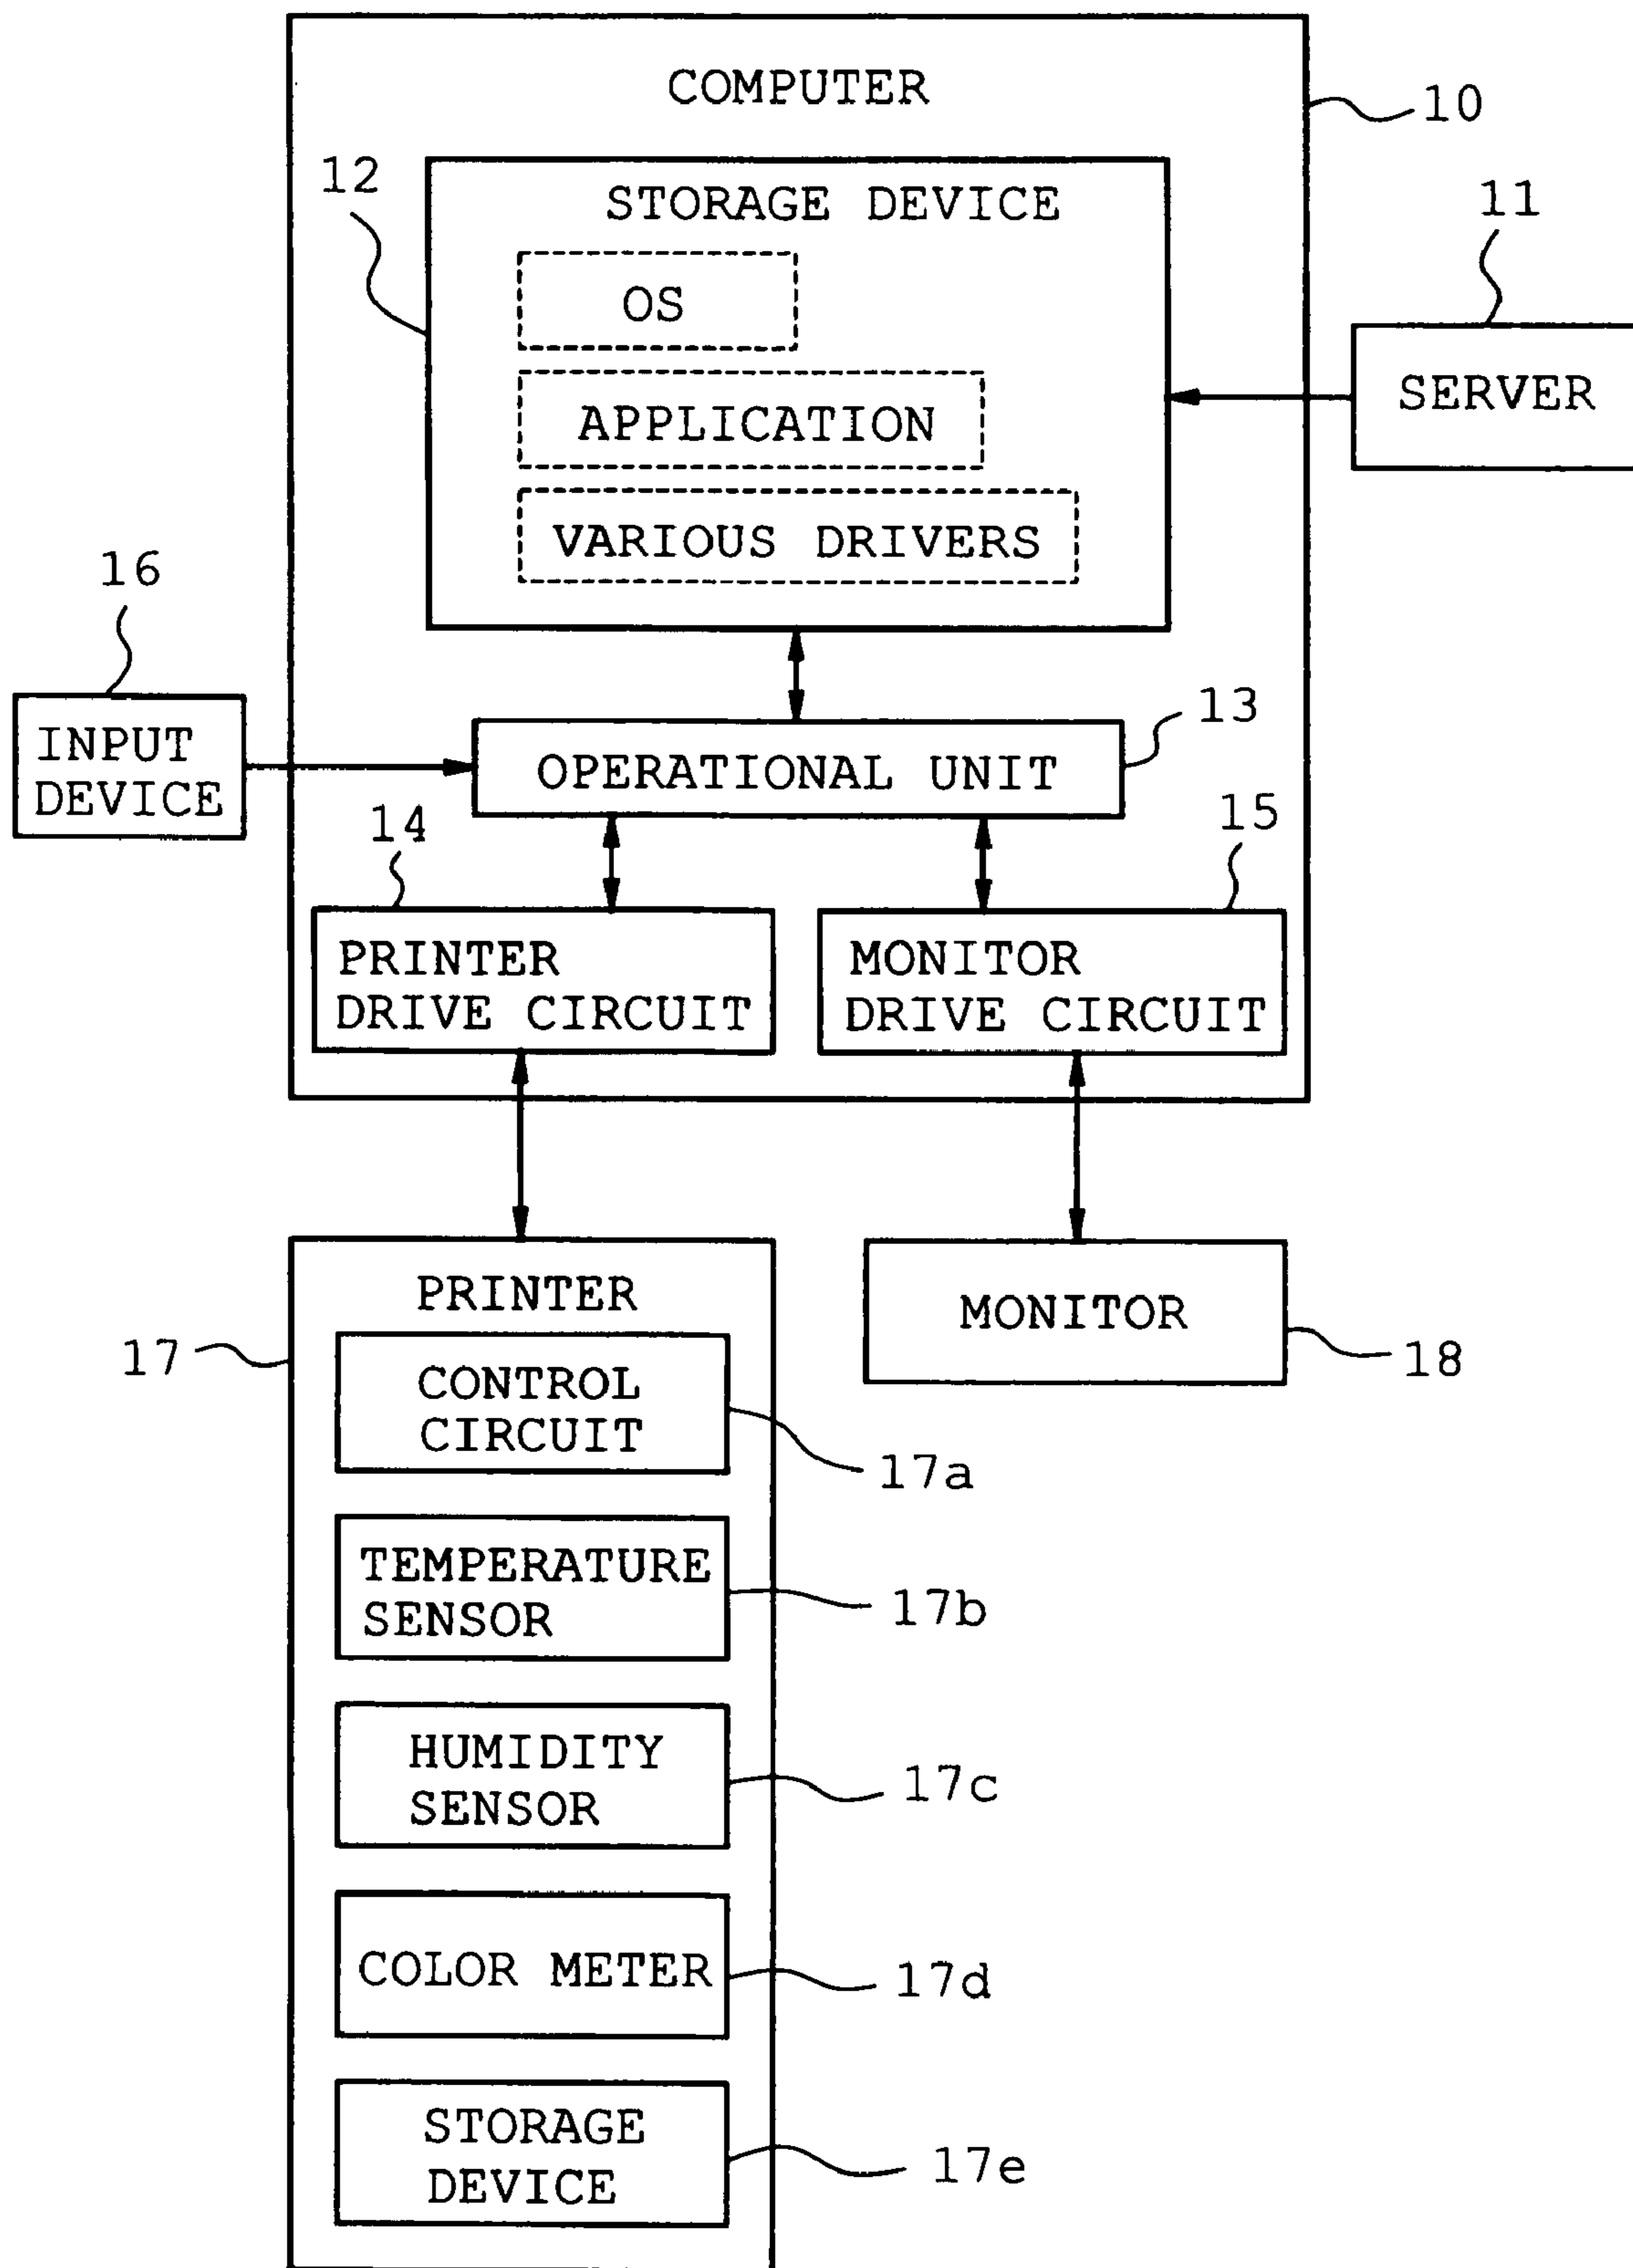 COMPUTER
10
12
STORAGE DEVICE
11
OS
SERVER
APPLICATION
VARIOUS DRIVERS
16
13
INPUT
DEVICE
OPERATIONAL UNIT
14
15
PRINTER
DRIVE CIRCUIT
MONITOR
DRIVE CIRCUIT
PRINTER
MONITOR
17
18
CONTROL
CIRCUIT
17a
TEMPERATURE
SENSOR
17b
HUMIDITY
SENSOR
17c
COLOR METER
17d
STORAGE
DEVICE
17e